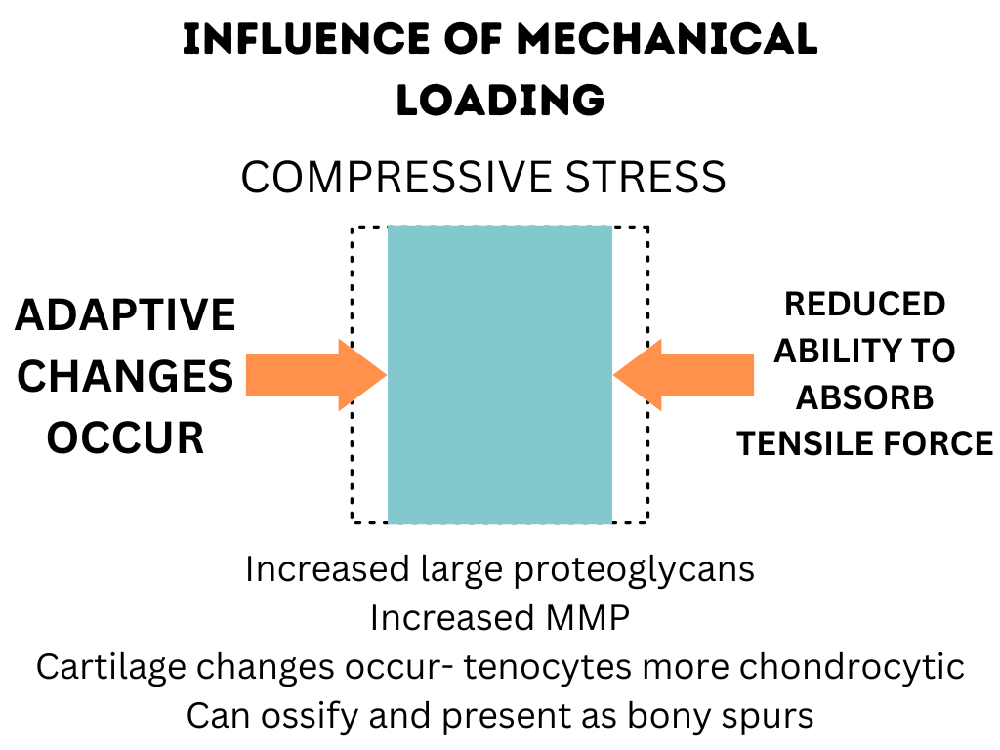 INFLUENCE OF MECHANICAL
LOADING
COMPRESSIVE STRESS
ADAPTIVE
CHANGES
OCCUR
REDUCED
ABILITY TO
ABSORB
TENSILE FORCE
Increased large proteoglycans
Increased MMP
Cartilage changes occur- tenocytes more chondrocytic
Can ossify and present as bony spurs